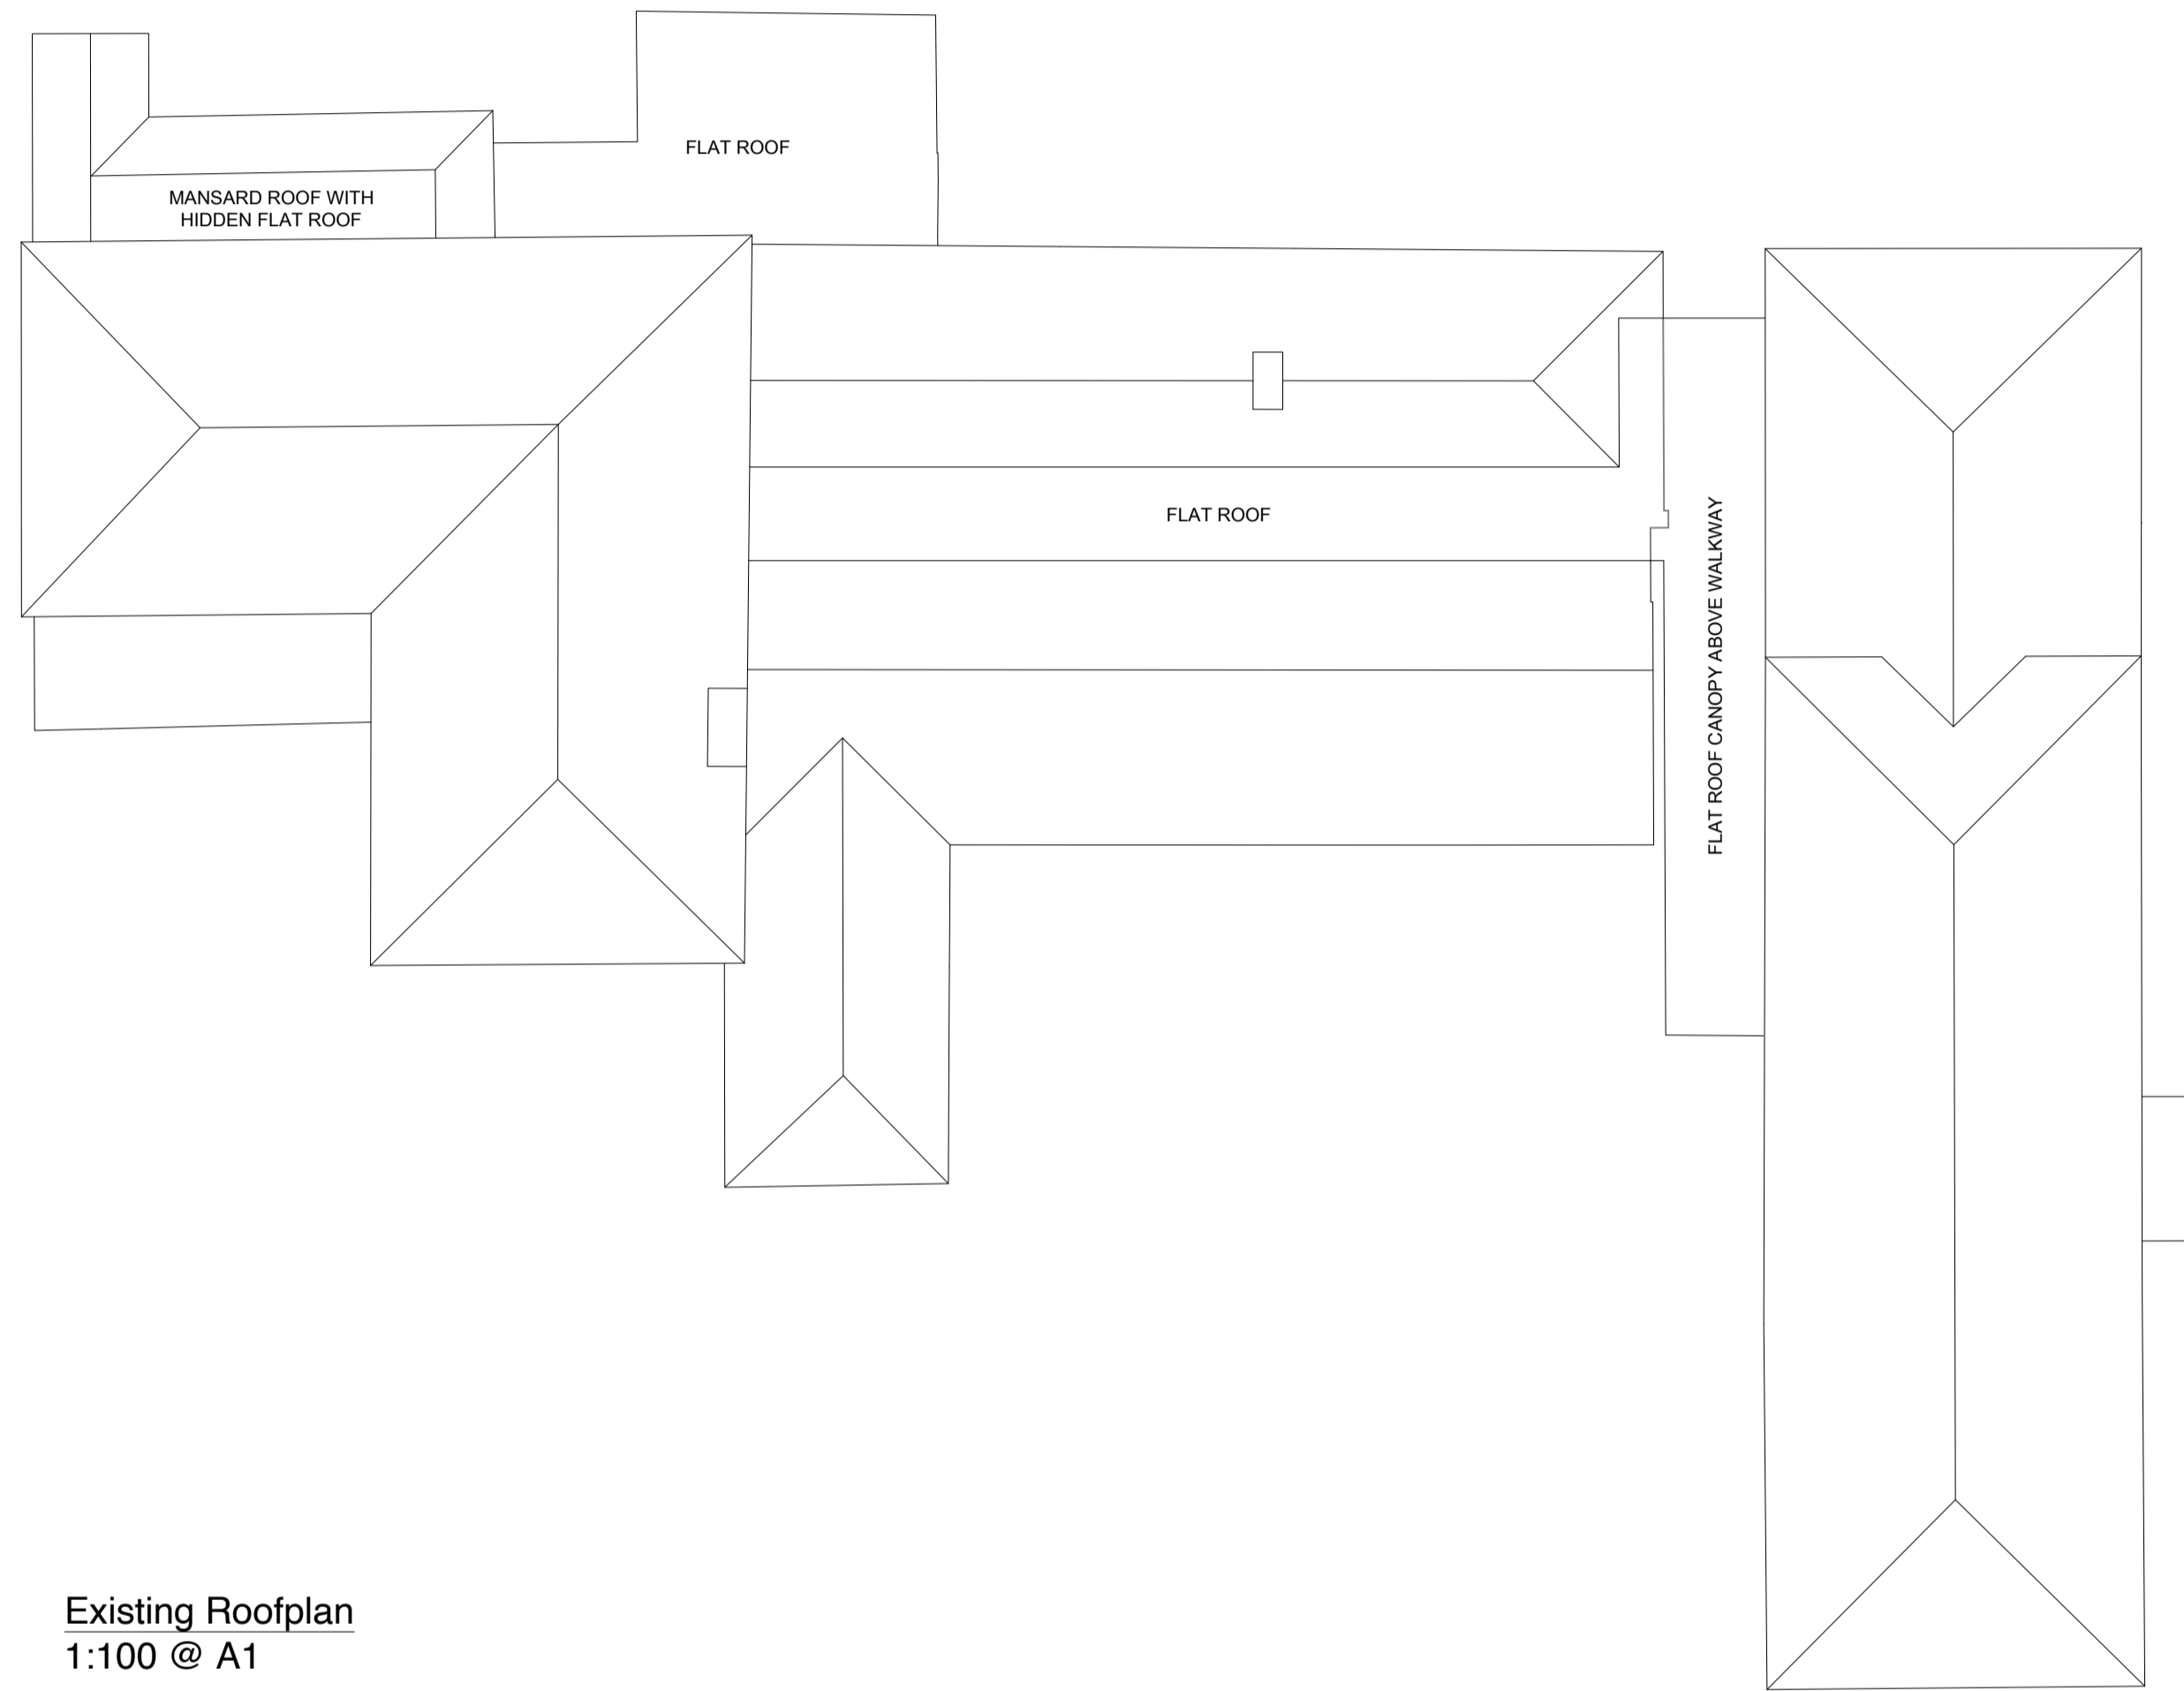 FLAT ROOF
MANSARD ROOF WITH
HIDDEN FLAT ROOF
FLAT ROOF
FLAT ROOF CANOPY ABOVE WALKWAY
Existing Roofplan
1:100 @ A1